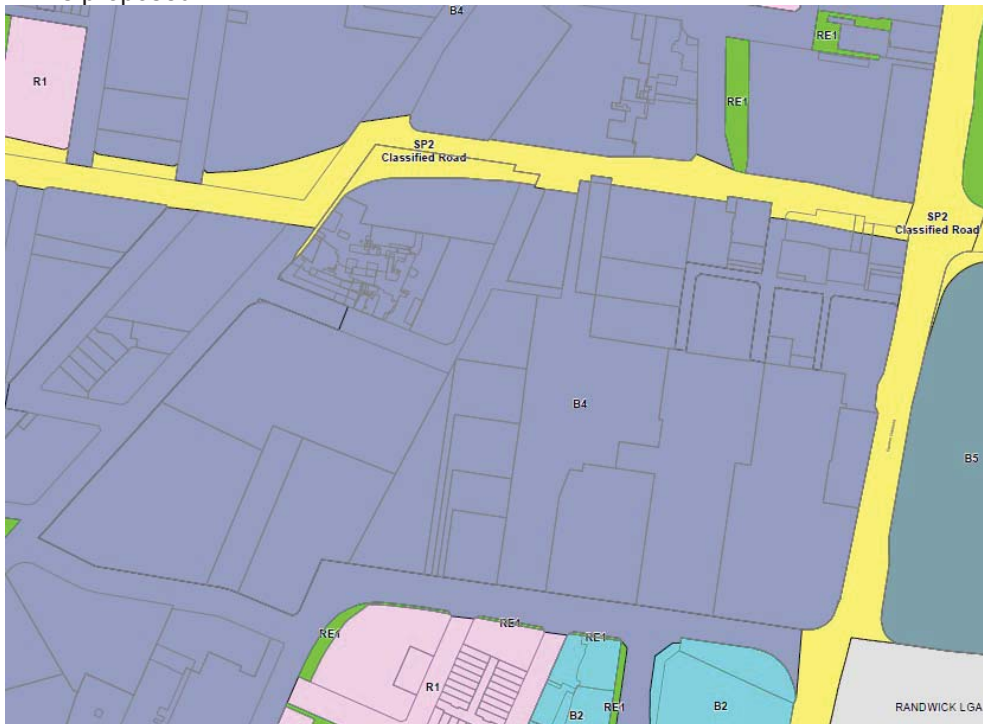 B4
RE1
R1
RE1
SP2
Classified Road
SP2
Classified Road
B4
B5
RE1
RE1
RE1
R1
RE1
B2
B2
RANDWICK LGA